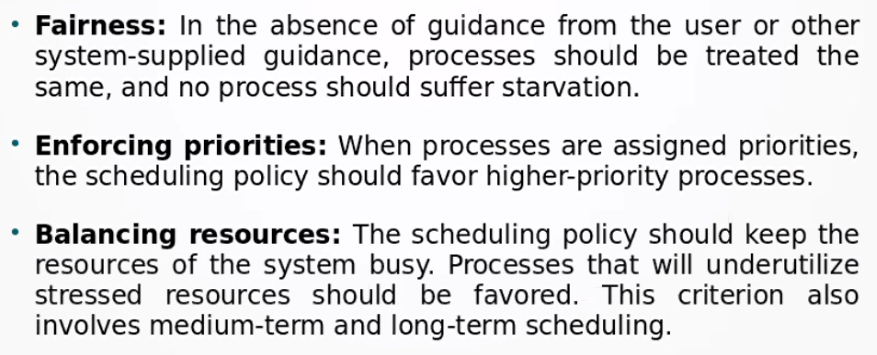 • Fairness: In the absence of guidance from the user or other
system-supplied guidance, processes should be treated the
same, and no process should suffer starvation.
• Enforcing priorities: When processes are assigned priorities,
the scheduling policy should favor higher-priority processes.
• Balancing resources: The scheduling policy should keep the
resources of the system busy. Processes that will underutilize
stressed resources should be favored. This criterion also
involves medium-term and long-term scheduling.